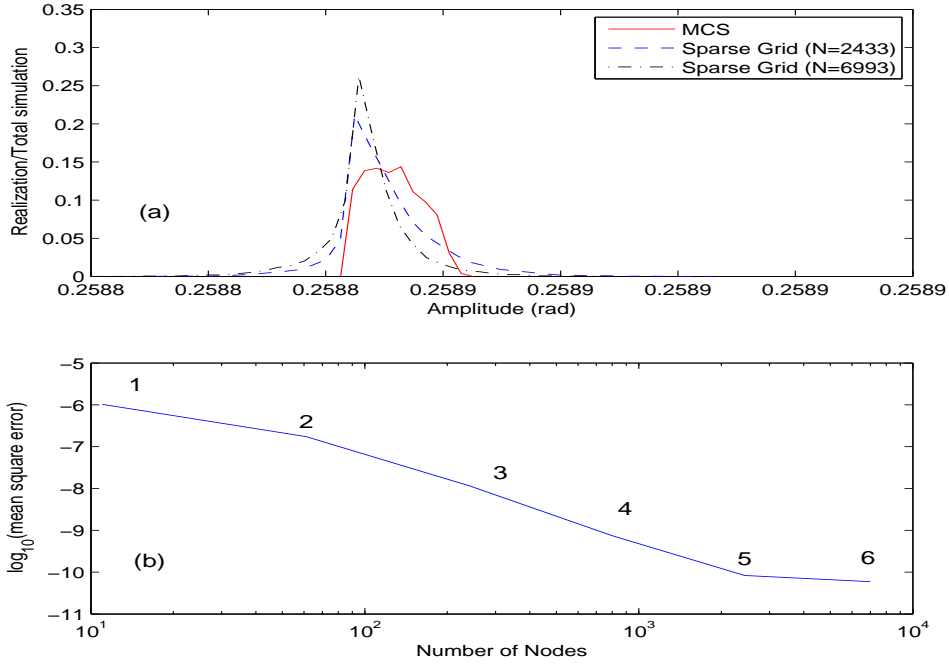 0.35
0.3
0.25
0.2
0.15
0.1
0.05
0
Realization/Total simulation
MCS
Sparse Grid (N=2433)
Sparse Grid (N=6993)
(a)
0.2588 0.2588 0.2588 0.2589 0.2589 0.2589 0.2589 0.2589
Amplitude (rad)
−5
−6
−7
−8
−9
−10
−11
log10(mean square error)
1
2
3
4
5
6
(b)
10^1 10^2 10^3 10^4
Number of Nodes